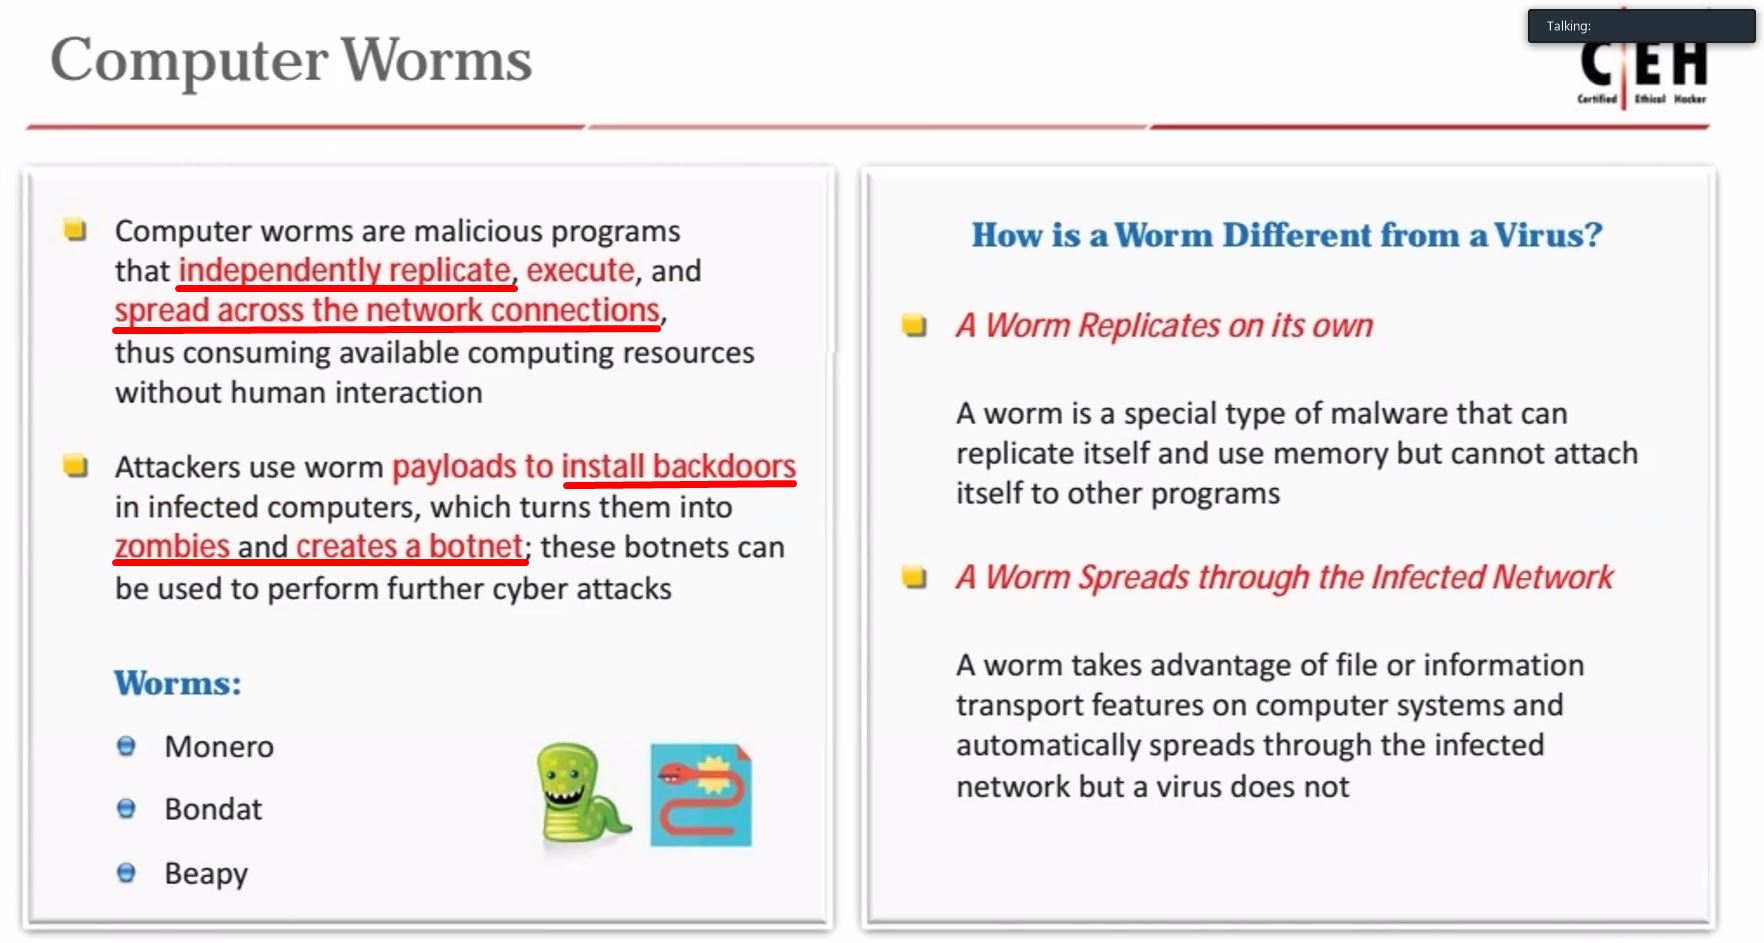 Computer Worms
Talking:
C EH
Certified Ethical Hacker
Computer worms are malicious programs
that independently replicate, execute, and
spread across the network connections,
thus consuming available computing resources
without human interaction
Attackers use worm payloads to install backdoors
in infected computers, which turns them into
zombies and creates a botnet; these botnets can
be used to perform further cyber attacks
Worms:
Monero
Bondat
Beapy
How is a Worm Different from a Virus?
A Worm Replicates on its own
A worm is a special type of malware that can
replicate itself and use memory but cannot attach
itself to other programs
A Worm Spreads through the Infected Network
A worm takes advantage of file or information
transport features on computer systems and
automatically spreads through the infected
network but a virus does not